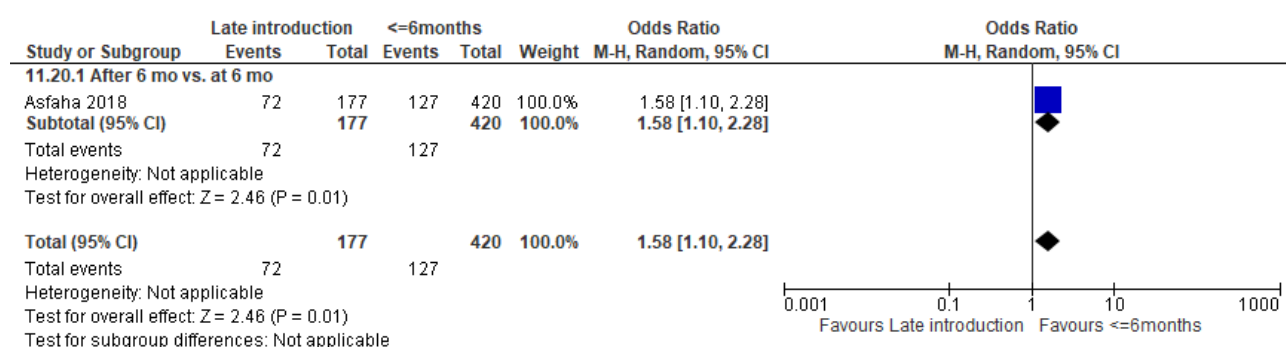 Late introduction <=6months Odds Ratio Odds Ratio
Study or Subgroup Events Total Events Total Weight M-H, Random, 95% CI M-H, Random, 95% CI
11.20.1 After 6 mo vs. at 6 mo
Asfaha 2018 72 177 127 420 100.0% 1.58 [1.10, 2.28]
Subtotal (95% CI) 177 420 100.0% 1.58 [1.10, 2.28]
Total events 72 127
Heterogeneity: Not applicable
Test for overall effect: Z = 2.46 (P = 0.01)
Total (95% CI) 177 420 100.0% 1.58 [1.10, 2.28]
Total events 72 127
Heterogeneity: Not applicable
Test for overall effect: Z = 2.46 (P = 0.01)
Test for subgroup differences: Not applicable
0.001 0.1 1 10 1000
Favours Late introduction Favours <=6months